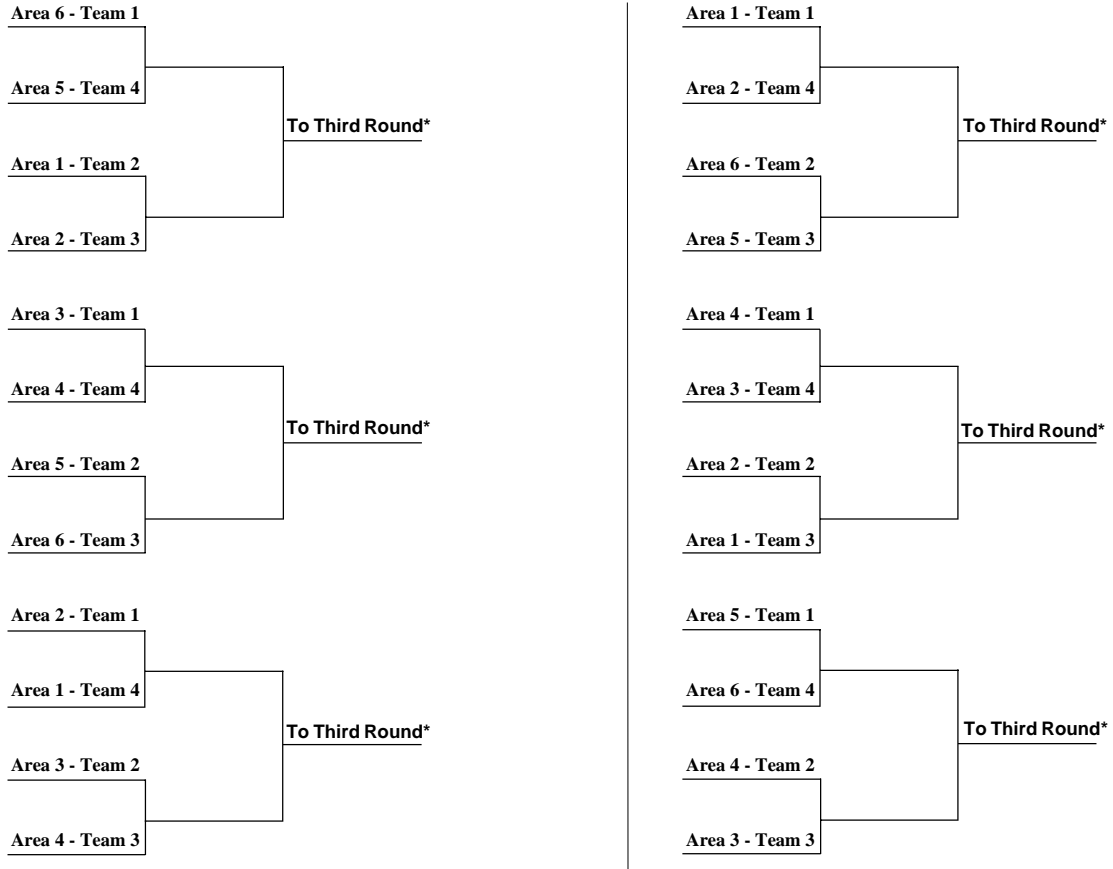 Area 6 - Team 1
Area 5 - Team 4
To Third Round*
Area 1 - Team 2
Area 2 - Team 3
Area 3 - Team 1
Area 4 - Team 4
To Third Round*
Area 5 - Team 2
Area 6 - Team 3
Area 2 - Team 1
Area 1 - Team 4
To Third Round*
Area 3 - Team 2
Area 4 - Team 3
Area 1 - Team 1
Area 2 - Team 4
To Third Round*
Area 6 - Team 2
Area 5 - Team 3
Area 4 - Team 1
Area 3 - Team 4
To Third Round*
Area 2 - Team 2
Area 1 - Team 3
Area 5 - Team 1
Area 6 - Team 4
To Third Round*
Area 4 - Team 2
Area 3 - Team 3